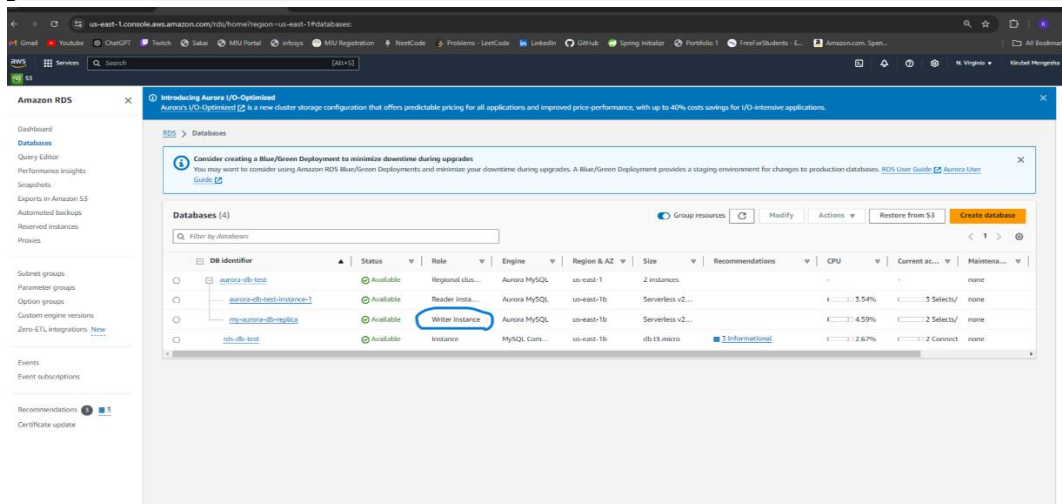 us-east-1.console.aws.amazon.com/rds/home?region=us-east-1#databases:
Gmail Youtube ChatGPT Twitch Sakai MIU Portal infosys MIU Registration NeetCode Problems - LeetCode LinkedIn GitHub Spring Initializr Portfolio 1 FreeForStudents - L... Amazon.com. Spen... All Bookmar
aws Services Search [Alt+S] N. Virginia Kirubel Mengesha
S3
Amazon RDS
Dashboard
Databases
Query Editor
Performance insights
Snapshots
Exports in Amazon S3
Automated backups
Reserved instances
Proxies
Subnet groups
Parameter groups
Option groups
Custom engine versions
Zero-ETL integrations New
Events
Event subscriptions
Recommendations 3 3
Certificate update
Introducing Aurora I/O-Optimized
Aurora's I/O-Optimized is a new cluster storage configuration that offers predictable pricing for all applications and improved price-performance, with up to 40% costs savings for I/O-intensive applications.
RDS > Databases
Consider creating a Blue/Green Deployment to minimize downtime during upgrades
You may want to consider using Amazon RDS Blue/Green Deployments and minimize your downtime during upgrades. A Blue/Green Deployment provides a staging environment for changes to production databases. RDS User Guide Aurora User
Guide
Databases (4) Group resources Modify Actions Restore from S3 Create database
Filter by databases 1
DB identifier Status Role Engine Region & AZ Size Recommendations CPU Current ac... Maintena...
aurora-db-test Available Regional clus... Aurora MySQL us-east-1 2 instances - - none
aurora-db-test-instance-1 Available Reader insta... Aurora MySQL us-east-1b Serverless v2... 3.54% 3 Selects/ none
my-aurora-db-replica Available Writer instance Aurora MySQL us-east-1b Serverless v2... 4.59% 2 Selects/ none
rds-db-test Available Instance MySQL Com... us-east-1b db.t3.micro 3 Informational 2.67% 2 Connect none